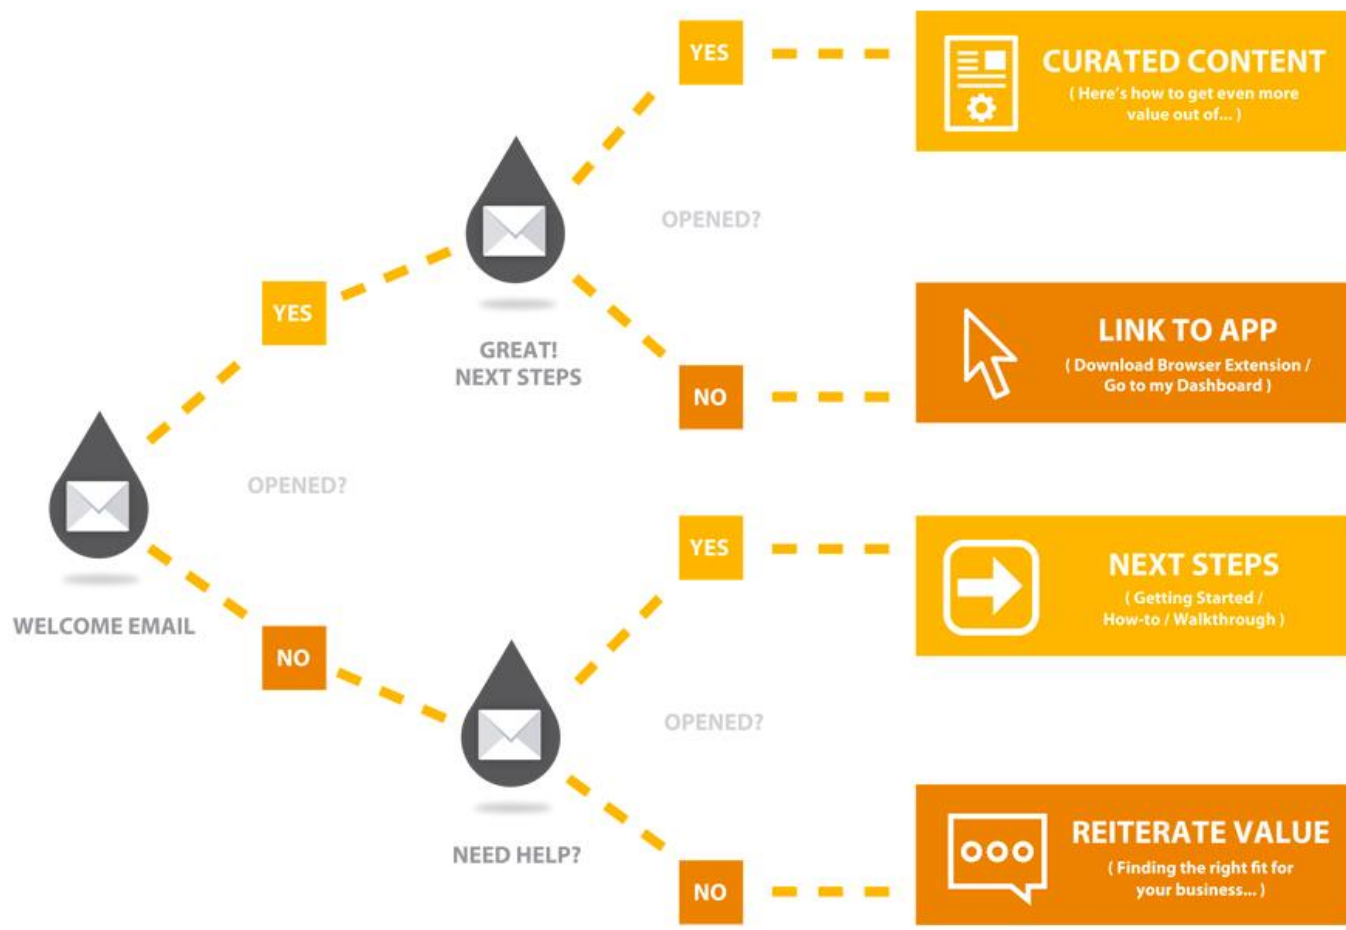 YES
CURATED CONTENT
( Here's how to get even more
value out of... )
OPENED?
YES
GREAT!
NEXT STEPS
NO
LINK TO APP
( Download Browser Extension /
Go to my Dashboard )
OPENED?
WELCOME EMAIL
YES
NEXT STEPS
( Getting Started /
How-to / Walkthrough )
NO
OPENED?
NEED HELP?
NO
REITERATE VALUE
( Finding the right fit for
your business... )